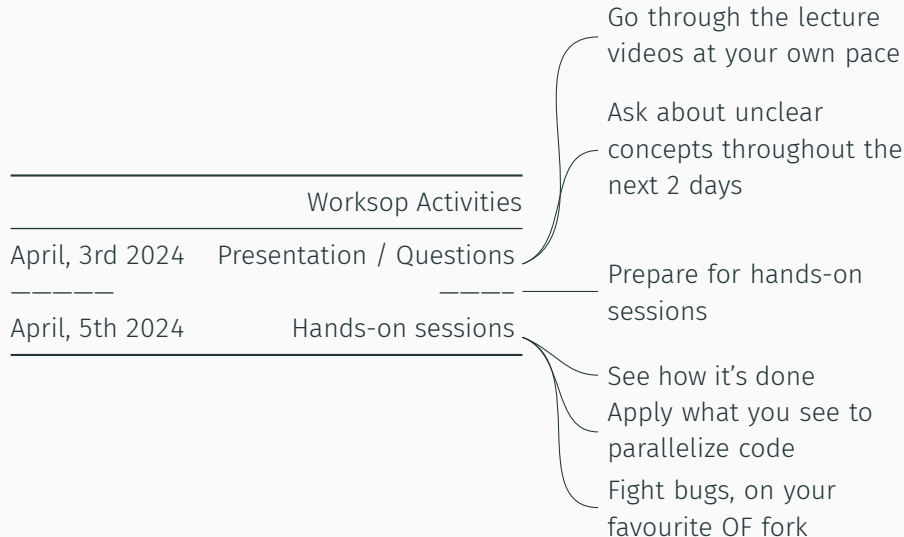 Worksop Activities
April, 3rd 2024 Presentation / Questions
————— ————
April, 5th 2024 Hands-on sessions
Go through the lecture
videos at your own pace
Ask about unclear
concepts throughout the
next 2 days
Prepare for hands-on
sessions
See how it’s done
Apply what you see to
parallelize code
Fight bugs, on your
favourite OF fork